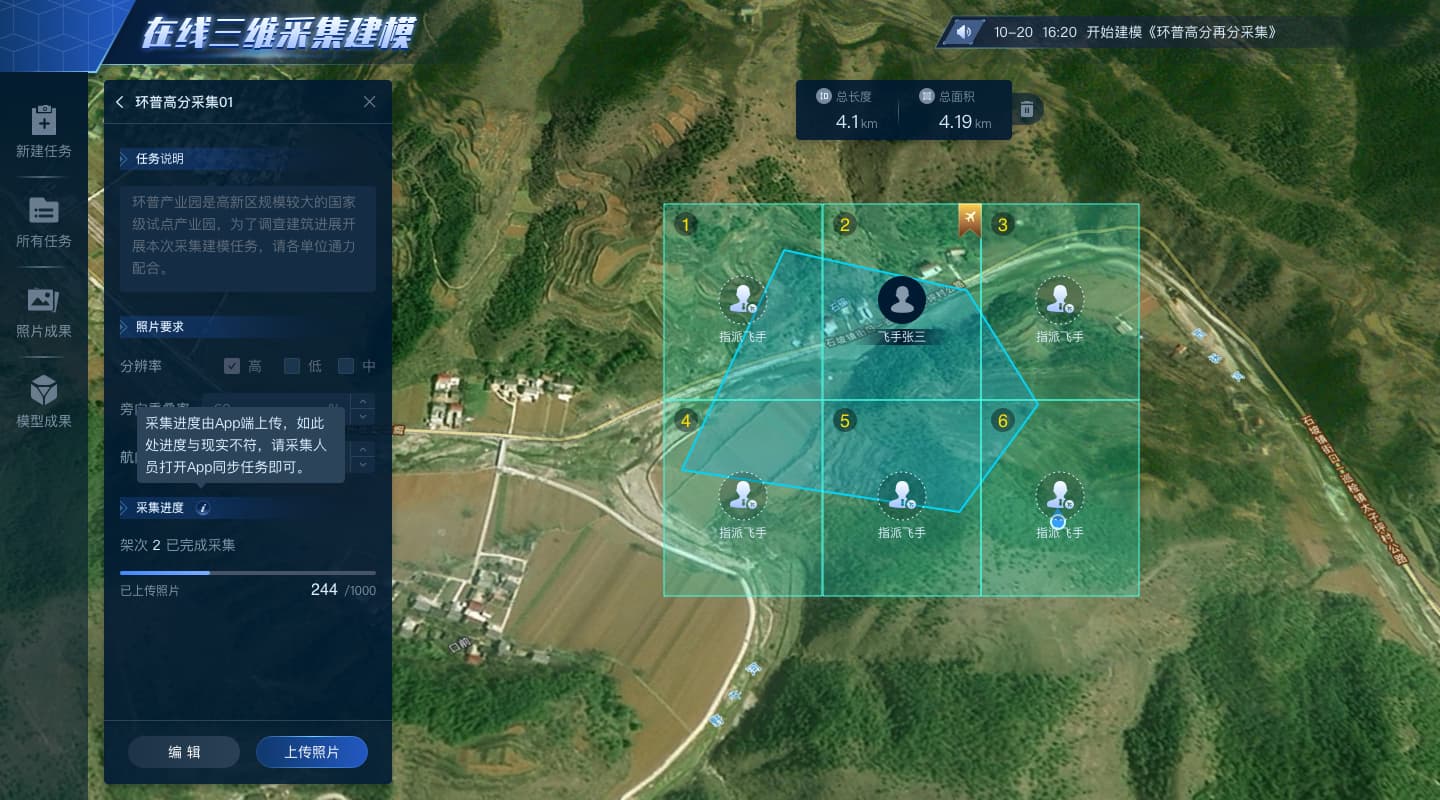 在线三维采集建模
10-20 16:20 开始建模《环普高分再分采集》
新建任务
所有任务
照片成果
模型成果
环普高分采集01
任务说明
环普产业园是高新区规模较大的国家
级试点产业园，为了调查建筑进展开
展本次采集建模任务，请各单位通力
配合。
照片要求
分辨率 高 低 中
采集进度由App端上传，如此
处进度与现实不符，请采集人
员打开App同步任务即可。
采集进度
架次 2 已完成采集
已上传照片 244 /1000
编 辑
上传照片
总长度 总面积
4.1 km 4.19 km
1 2 3
指派飞手 飞手张三 指派飞手
4 5 6
指派飞手 指派飞手 指派飞手